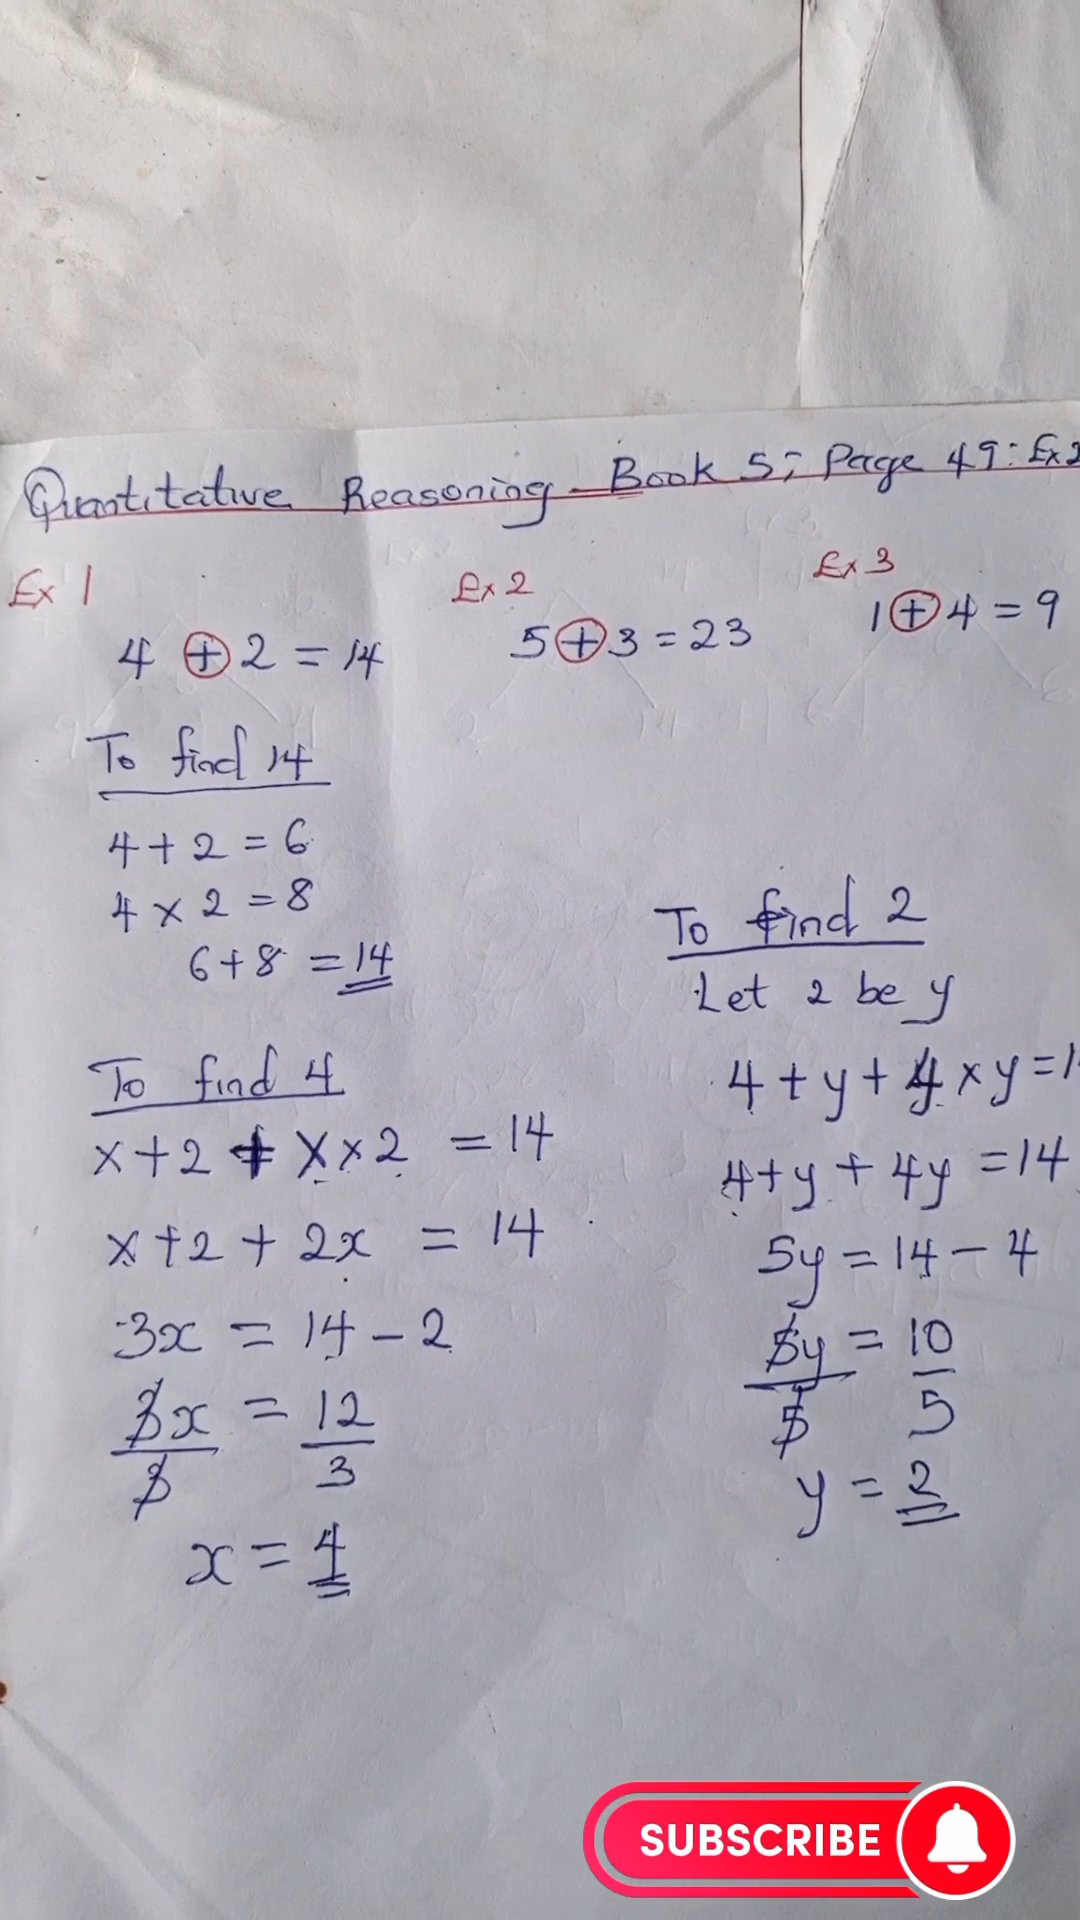 Quantitative Reasoning - Book 5; Page 49: Ex 2
Ex 1
4 ⊕ 2 = 14
Ex 2
5 ⊕ 3 = 23
Ex 3
1 ⊕ 4 = 9
To find 14
4 + 2 = 6
4 × 2 = 8
6 + 8 = 14
To find 4
x + 2 + x × 2 = 14
x + 2 + 2x = 14
3x = 14 - 2
3x/3 = 12/3
x = 4
To find 2
Let 2 be y
4 + y + 4 × y = 1
4 + y + 4y = 14
5y = 14 - 4
5y/5 = 10/5
y = 2
SUBSCRIBE